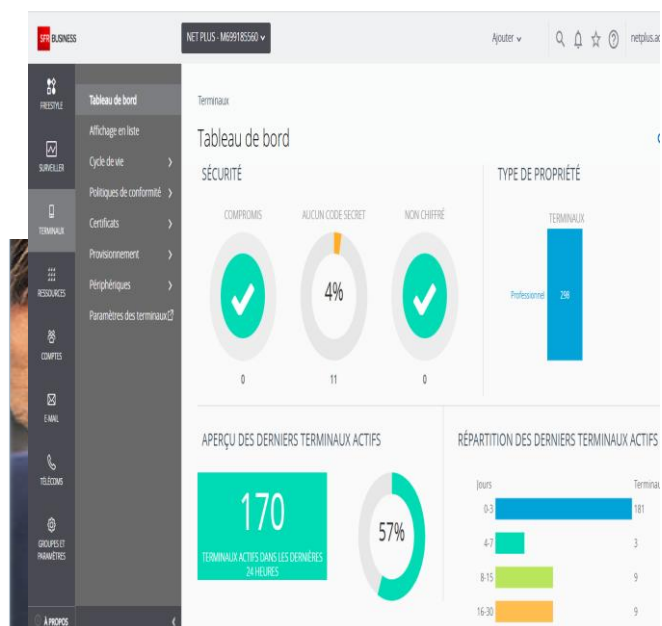 SFR BUSINESS
NET PLUS - M699185560
Ajouter
netplus.ac
FREESTYLE
SURVEILLER
TERMINAUX
RESSOURCES
COMPTES
E-MAIL
TÉLÉCOMS
GROUPES ET
PARAMÈTRES
À PROPOS
Tableau de bord
Affichage en liste
Cycle de vie
Politiques de conformité
Certificats
Provisionnement
Périphériques
Paramètres des terminaux
Terminaux
Tableau de bord
SÉCURITÉ
COMPROMIS
AUCUN CODE SECRET
NON CHIFFRÉ
4%
0
11
0
TYPE DE PROPRIÉTÉ
TERMINAUX
Professionnel
298
APERÇU DES DERNIERS TERMINAUX ACTIFS
170
TERMINAUX ACTIFS DANS LES DERNIÈRES
24 HEURES
57%
RÉPARTITION DES DERNIERS TERMINAUX ACTIFS
Jours
Terminau
0-3
181
4-7
3
8-15
9
16-30
9